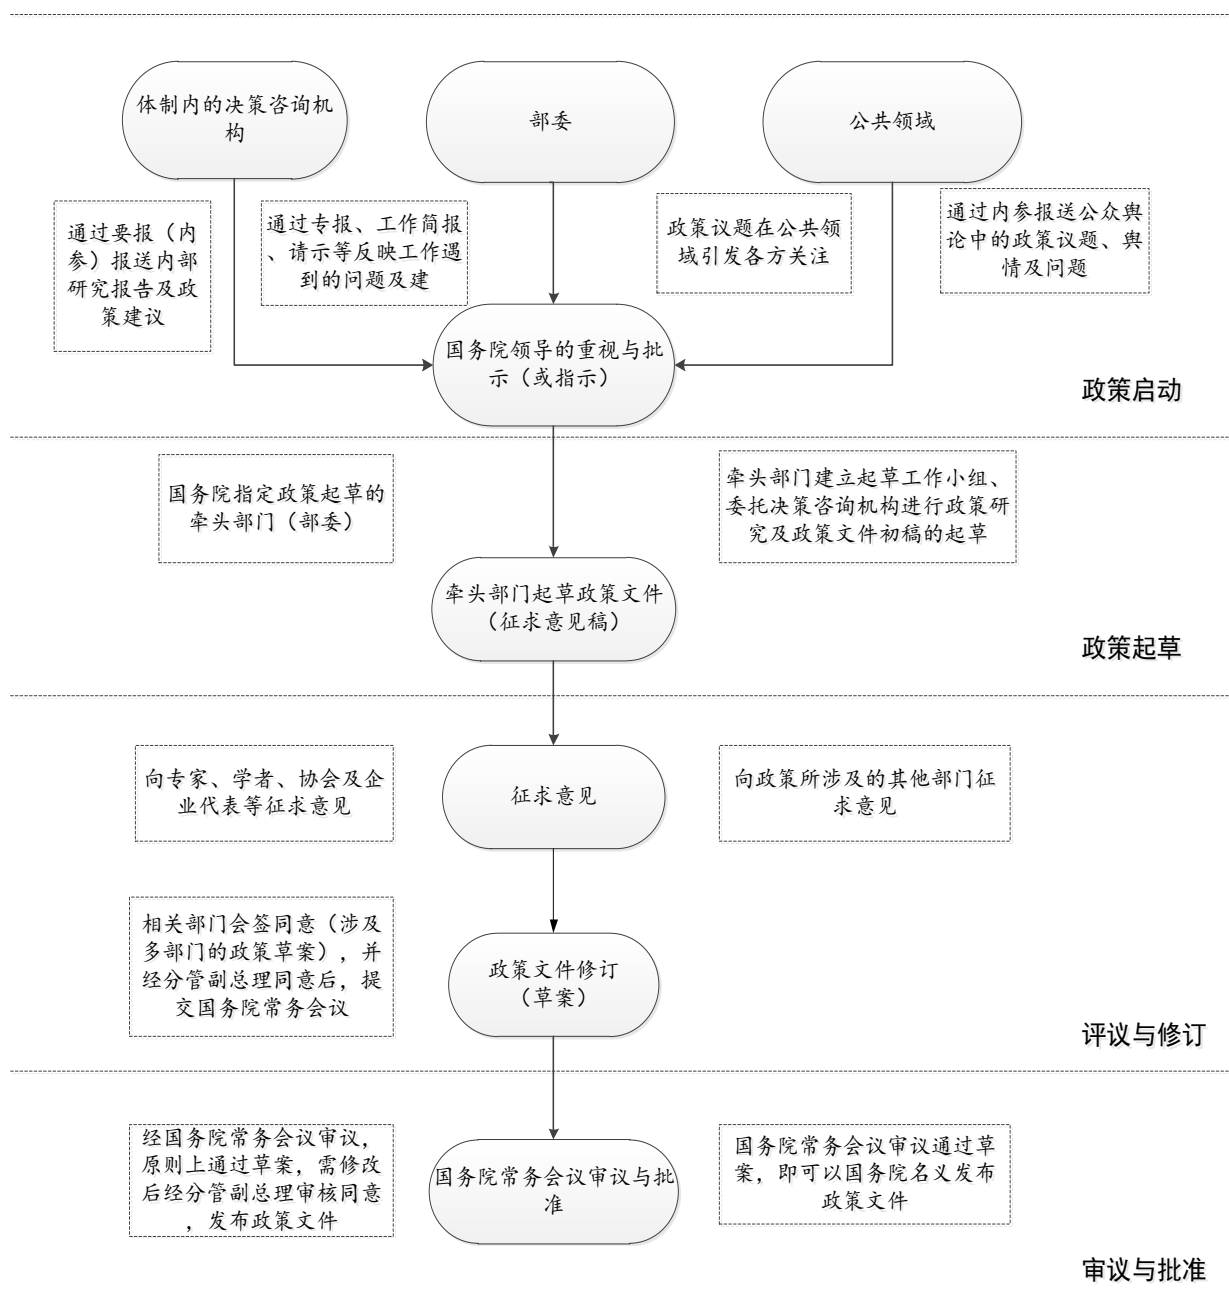 体制内的决策咨询机
构
部委
公共领域
通过要报（内
参）报送内部
研究报告及政
策建议
通过专报、工作简报
、请示等反映工作遇
到的问题及建
政策议题在公共领
域引发各方关注
通过内参报送公众舆
论中的政策议题、舆
情及问题
国务院领导的重视与批
示（或指示）
政策启动
国务院指定政策起草的
牵头部门（部委）
牵头部门建立起草工作小组、
委托决策咨询机构进行政策研
究及政策文件初稿的起草
牵头部门起草政策文件
（征求意见稿）
政策起草
向专家、学者、协会及企
业代表等征求意见
征求意见
向政策所涉及的其他部门征
求意见
相关部门会签同意（涉及
多部门的政策草案），并
经分管副总理同意后，提
交国务院常务会议
政策文件修订
（草案）
评议与修订
经国务院常务会议审议，
原则上通过草案，需修改
后经分管副总理审核同意
，发布政策文件
国务院常务会议审议与批
准
国务院常务会议审议通过草
案，即可以国务院名义发布
政策文件
审议与批准